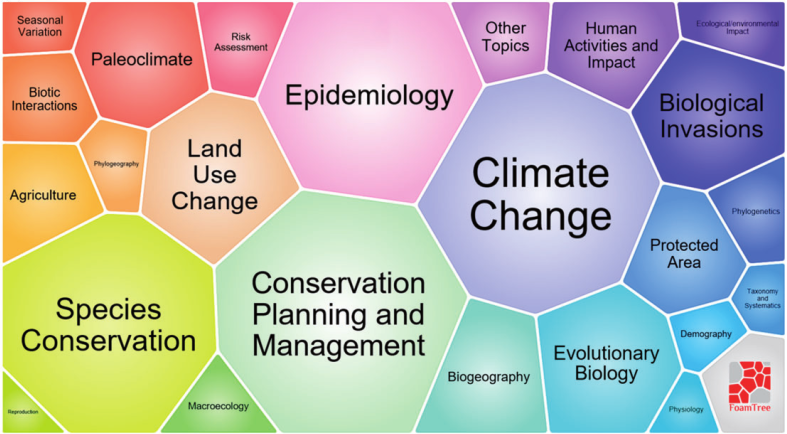 Seasonal
Variation
Paleoclimate
Risk
Assessment
Epidemiology
Other
Topics
Human
Activities and
Impact
Ecological/environmental
Impact
Biotic
Interactions
Phylogeography
Land
Use
Change
Climate
Change
Biological
Invasions
Agriculture
Phylogenetics
Protected
Area
Species
Conservation
Conservation
Planning and
Management
Taxonomy
and
Systematics
Biogeography
Evolutionary
Biology
Demography
Reproduction
Macroecology
Physiology
FoamTree